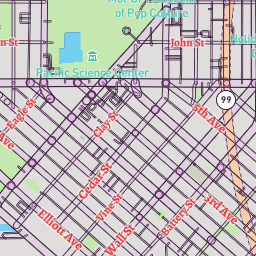 of Pop Culture
John St
n St
Pacific Science Center
99
Eagle St
Clay St
5th Ave
Ave
Cedar St
Vine St
Battery St
3rd Ave
Elliott Ave
Wall St